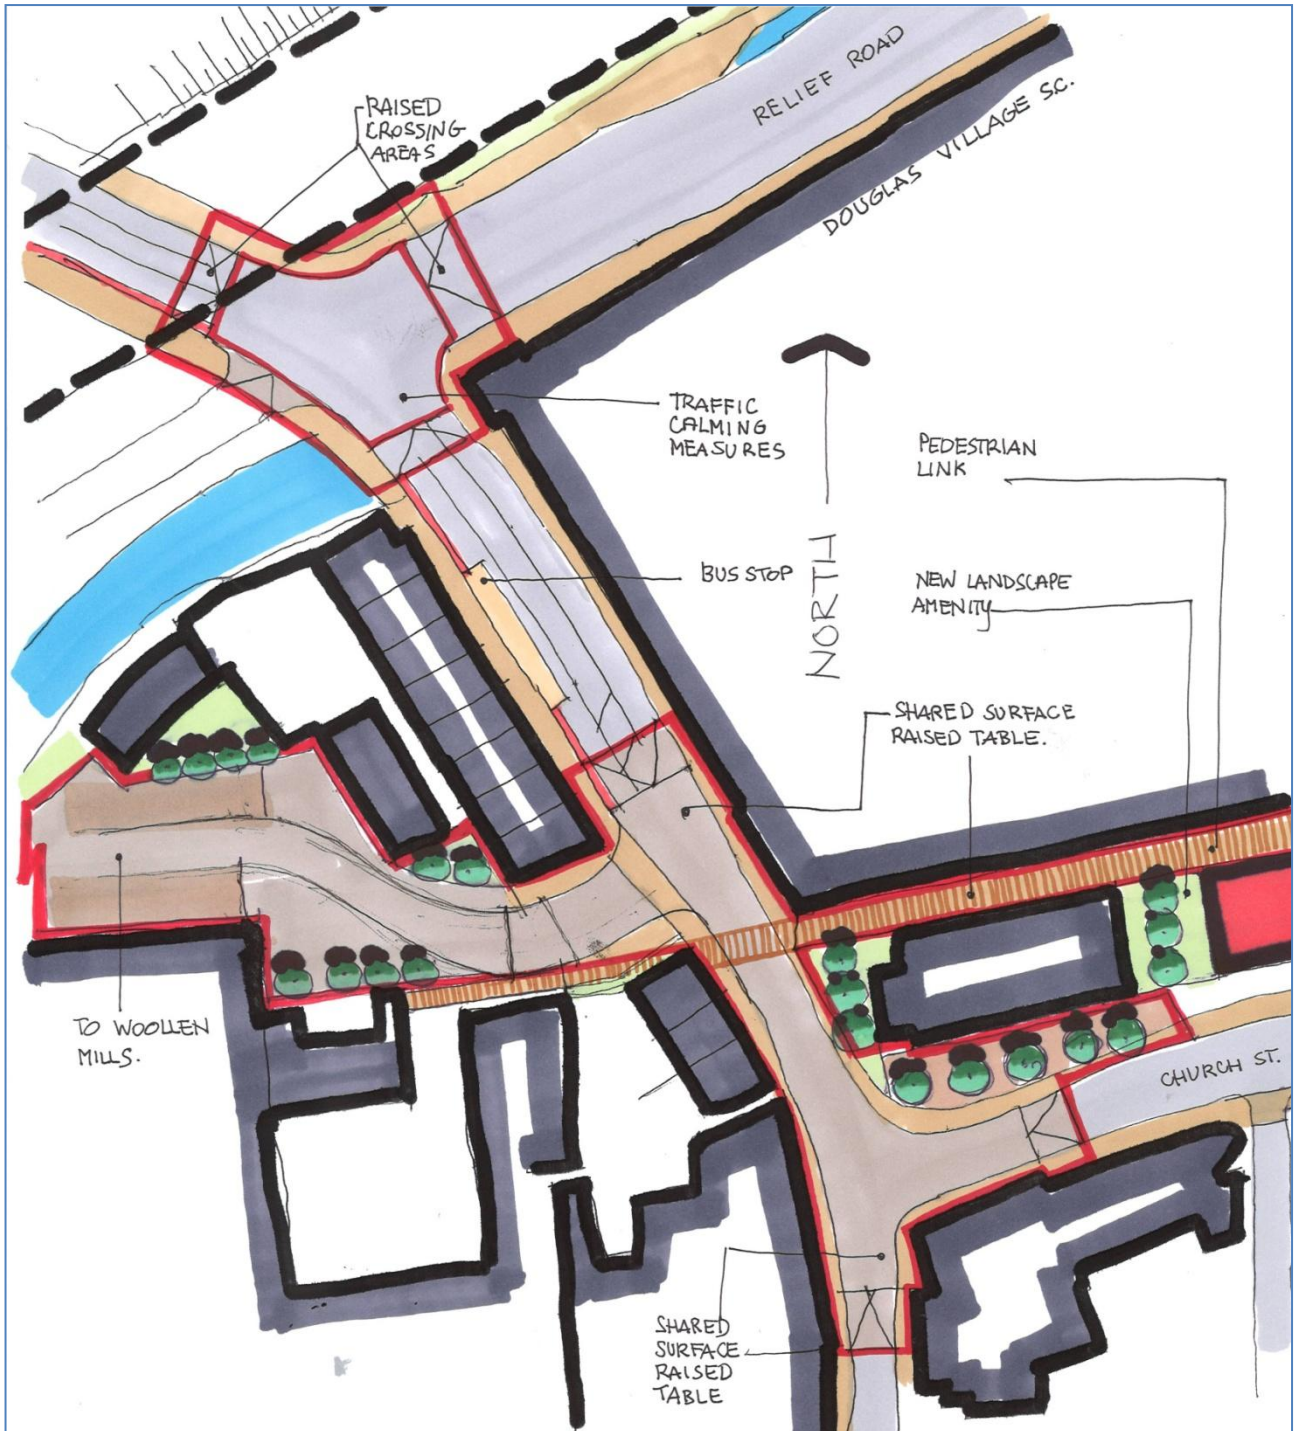 RELIEF ROAD
DOUGLAS VILLAGE S.C.
RAISED
CROSSING
AREAS
TRAFFIC
CALMING
MEASURES
PEDESTRIAN
LINK
BUS STOP
NORTH
NEW LANDSCAPE
AMENITY
SHARED SURFACE
RAISED TABLE.
TO WOOLLEN
MILLS.
CHURCH ST.
SHARED
SURFACE
RAISED
TABLE